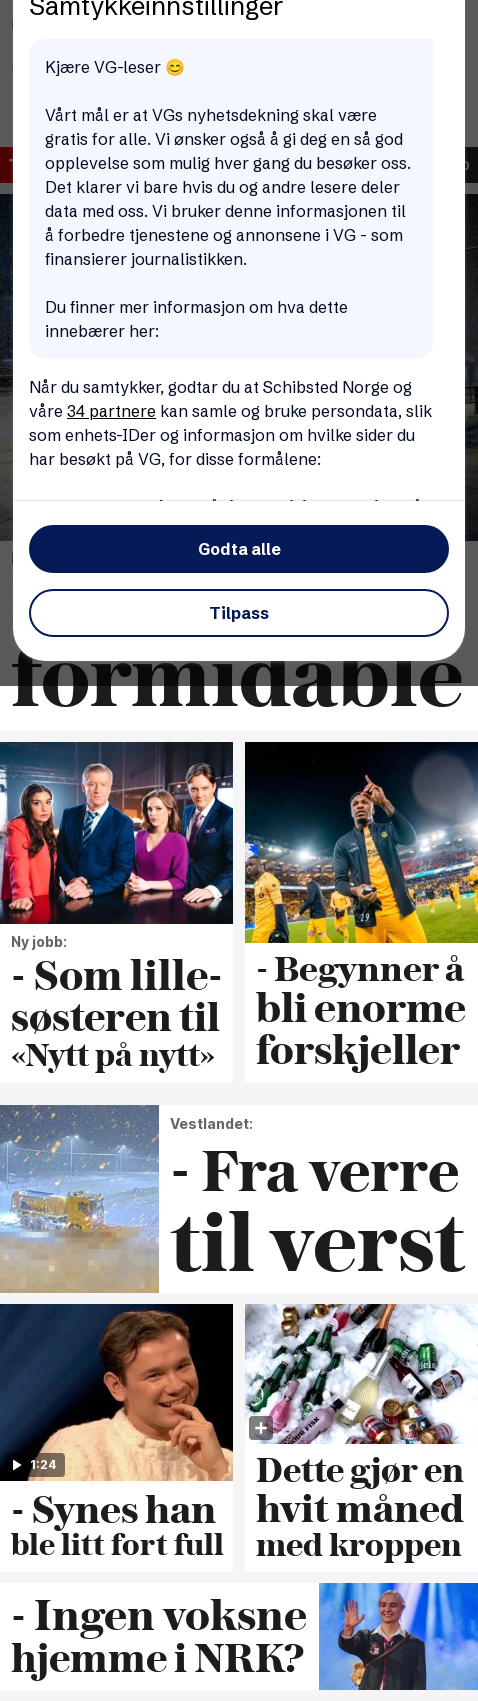 Samtykkeinnstillinger
Kjære VG-leser 😊
Vårt mål er at VGs nyhetsdekning skal være
gratis for alle. Vi ønsker også å gi deg en så god
opplevelse som mulig hver gang du besøker oss.
Det klarer vi bare hvis du og andre lesere deler
data med oss. Vi bruker denne informasjonen til
å forbedre tjenestene og annonsene i VG - som
finansierer journalistikken.
Du finner mer informasjon om hva dette
innebærer her:
Når du samtykker, godtar du at Schibsted Norge og
våre 34 partnere kan samle og bruke persondata, slik
som enhets-IDer og informasjon om hvilke sider du
har besøkt på VG, for disse formålene:
Godta alle
Tilpass
formidable
Ny jobb:
- Som lille-
søsteren til
«Nytt på nytt»
- Begynner å
bli enorme
forskjeller
Vestlandet:
- Fra verre
til verst
1:24
- Synes han
ble litt fort full
Dette gjør en
hvit måned
med kroppen
- Ingen voksne
hjemme i NRK?